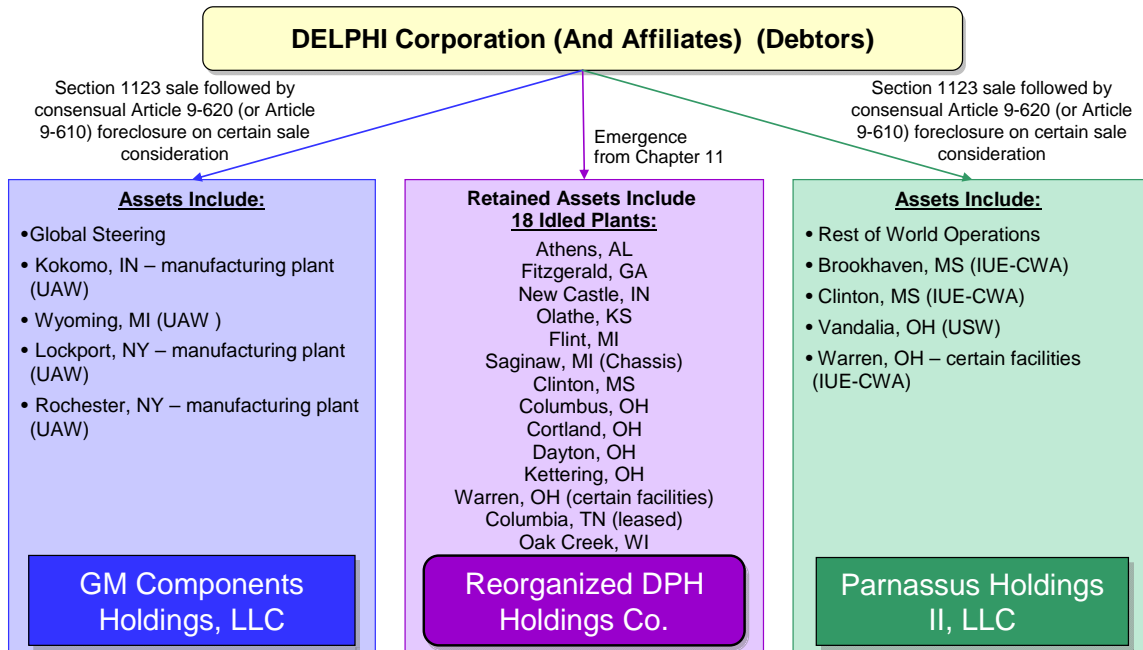 DELPHI Corporation (And Affiliates) (Debtors)
Section 1123 sale followed by
consensual Article 9-620 (or Article
9-610) foreclosure on certain sale
consideration
Emergence
from Chapter 11
Section 1123 sale followed by
consensual Article 9-620 (or Article
9-610) foreclosure on certain sale
consideration
Assets Include:
•Global Steering
• Kokomo, IN – manufacturing plant
(UAW)
• Wyoming, MI (UAW )
• Lockport, NY – manufacturing plant
(UAW)
• Rochester, NY – manufacturing plant
(UAW)
GM Components
Holdings, LLC
Retained Assets Include
18 Idled Plants:
Athens, AL
Fitzgerald, GA
New Castle, IN
Olathe, KS
Flint, MI
Saginaw, MI (Chassis)
Clinton, MS
Columbus, OH
Cortland, OH
Dayton, OH
Kettering, OH
Warren, OH (certain facilities)
Columbia, TN (leased)
Oak Creek, WI
Reorganized DPH
Holdings Co.
Assets Include:
• Rest of World Operations
• Brookhaven, MS (IUE-CWA)
• Clinton, MS (IUE-CWA)
• Vandalia, OH (USW)
• Warren, OH – certain facilities
(IUE-CWA)
Parnassus Holdings
II, LLC